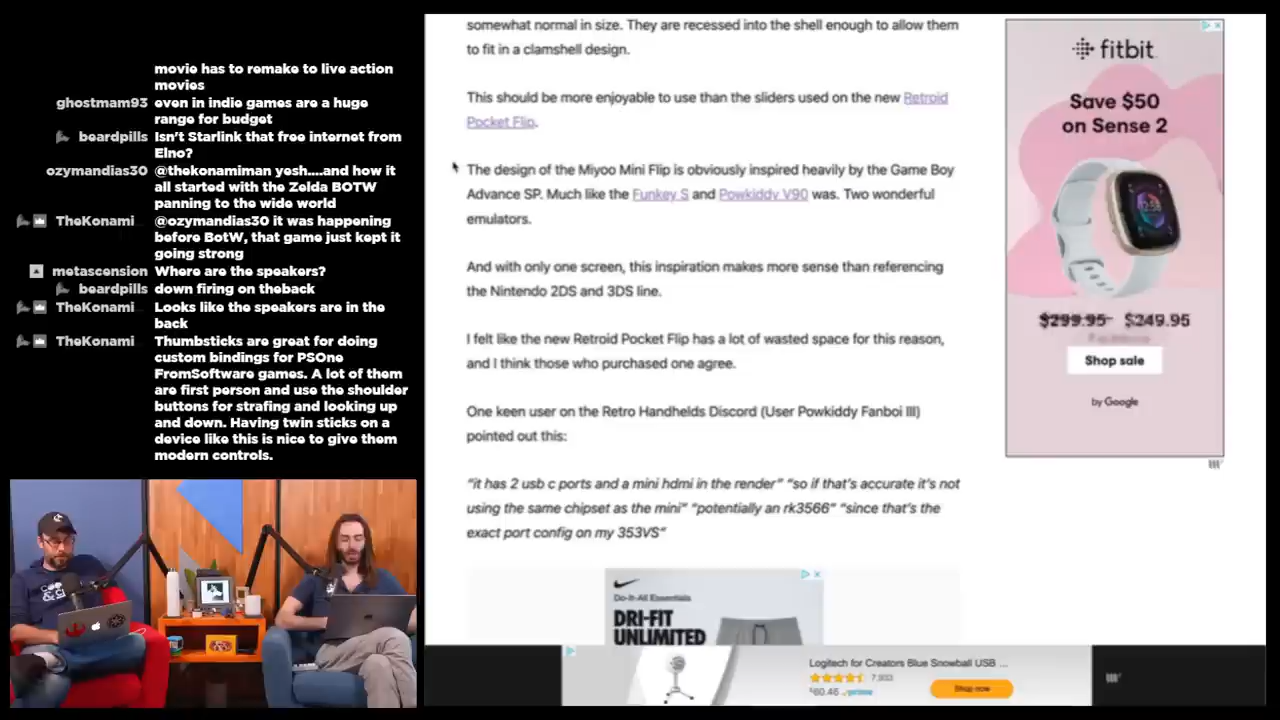 movie has to remake to live action
movies
ghostmam93 even in indie games are a huge
range for budget
beardpills Isn't Starlink that free internet from
Elno?
ozymandias30 @thekonamiman yesh....and how it
all started with the Zelda BOTW
panning to the wide world
TheKonami @ozymandias30 it was happening
before BotW, that game just kept it
going strong
metascension Where are the speakers?
beardpills down firing on theback
TheKonami Looks like the speakers are in the
back
TheKonami Thumbsticks are great for doing
custom bindings for PSOne
FromSoftware games. A lot of them
are first person and use the shoulder
buttons for strafing and looking up
and down. Having twin sticks on a
device like this is nice to give them
modern controls.
somewhat normal in size. They are recessed into the shell enough to allow them
to fit in a clamshell design.
This should be more enjoyable to use than the sliders used on the new Retroid
Pocket Flip.
The design of the Miyoo Mini Flip is obviously inspired heavily by the Game Boy
Advance SP. Much like the Funkey S and Powkiddy V90 was. Two wonderful
emulators.
And with only one screen, this inspiration makes more sense than referencing
the Nintendo 2DS and 3DS line.
I felt like the new Retroid Pocket Flip has a lot of wasted space for this reason,
and I think those who purchased one agree.
One keen user on the Retro Handhelds Discord (User Powkiddy Fanboi III)
pointed out this:
“it has 2 usb c ports and a mini hdmi in the render” “so if that’s accurate it’s not
using the same chipset as the mini” “potentially an rk3566” “since that’s the
exact port config on my 353VS”
fitbit
Save $50
on Sense 2
$299.95 $249.95
Shop sale
by Google
Do-It-All Essentials
DRI-FIT
UNLIMITED
Logitech for Creators Blue Snowball USB ...
7,933
$60.46 prime
Shop now